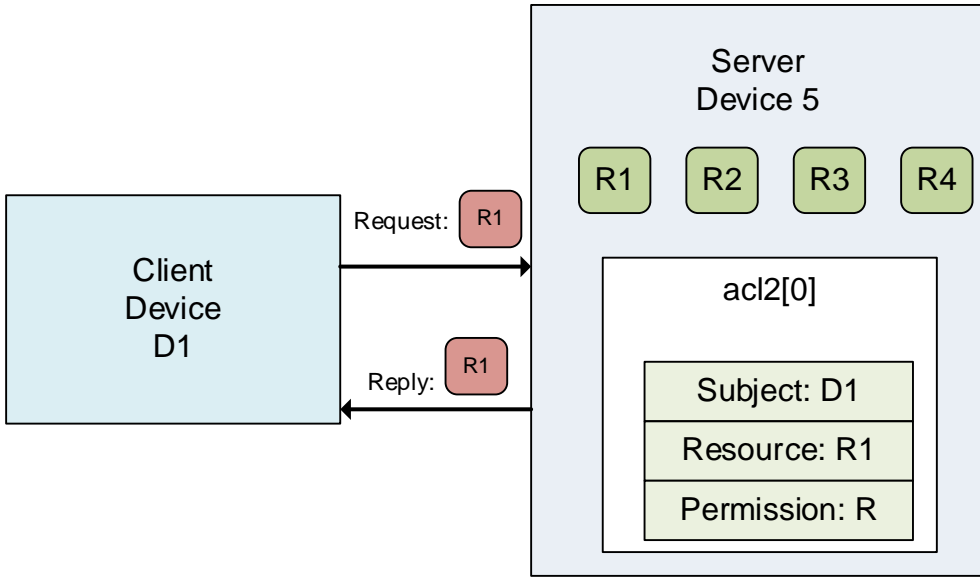 Server
Device 5
R1 R2 R3 R4
Request: R1
Client
Device
D1
Reply: R1
acl2[0]
Subject: D1
Resource: R1
Permission: R